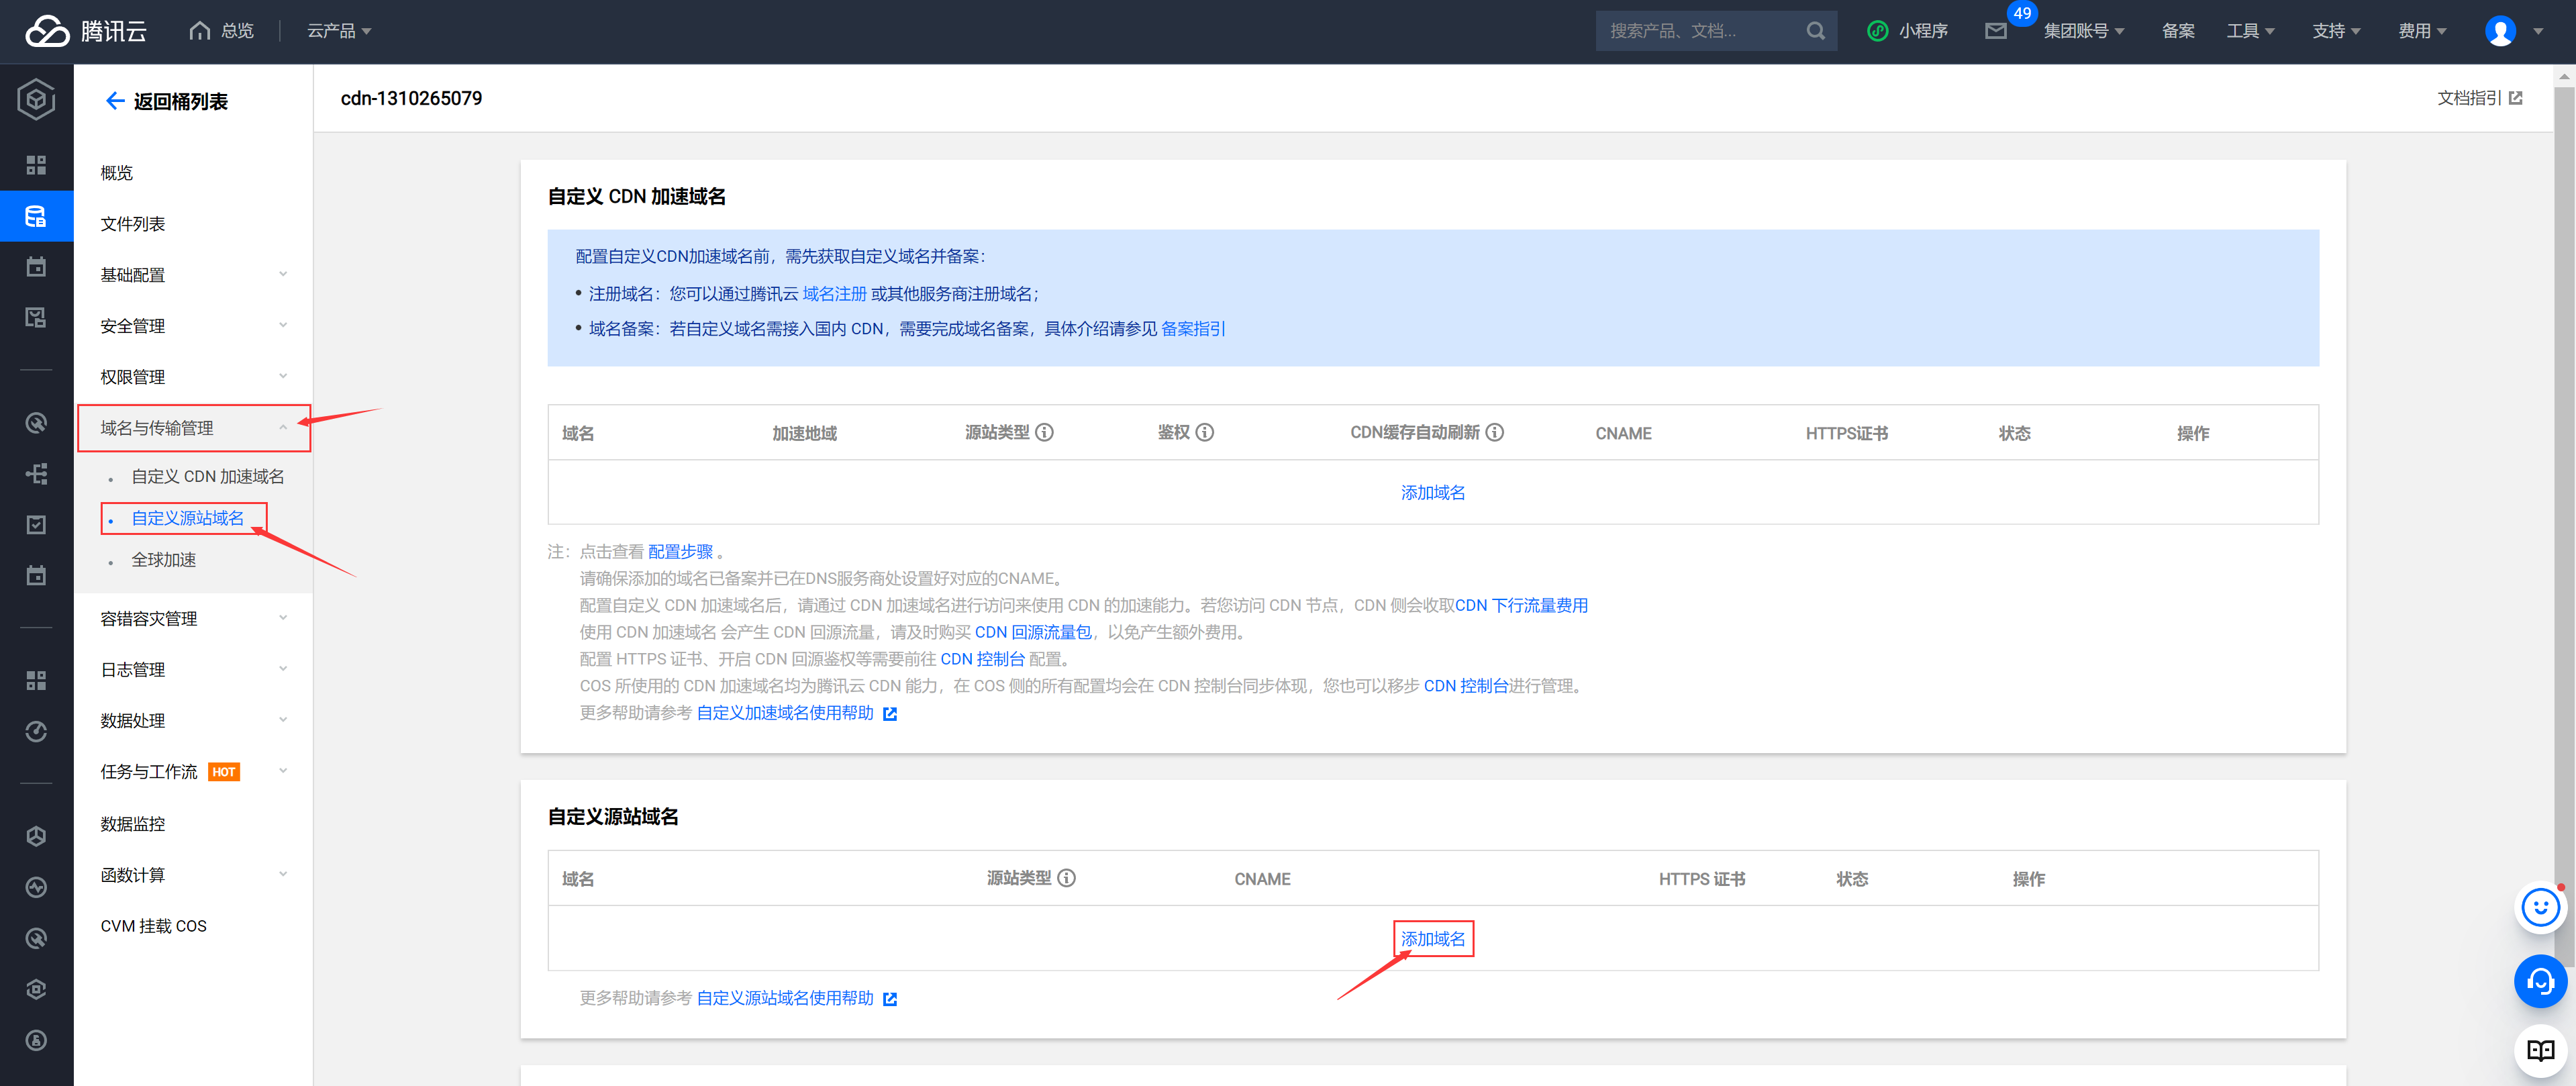 腾讯云
总览
云产品
搜索产品、文档...
小程序
49
集团账号
备案
工具
支持
费用
返回桶列表
概览
文件列表
基础配置
安全管理
权限管理
域名与传输管理
自定义 CDN 加速域名
自定义源站域名
全球加速
容错容灾管理
日志管理
数据处理
任务与工作流 HOT
数据监控
函数计算
CVM 挂载 COS
cdn-1310265079
文档指引
自定义 CDN 加速域名
配置自定义CDN加速域名前，需先获取自定义域名并备案：
• 注册域名：您可以通过腾讯云 域名注册 或其他服务商注册域名；
• 域名备案：若自定义域名需接入国内 CDN，需要完成域名备案，具体介绍请参见 备案指引
域名 加速地域 源站类型 鉴权 CDN缓存自动刷新 CNAME HTTPS证书 状态 操作
添加域名
注：点击查看 配置步骤 。
请确保添加的域名已备案并已在DNS服务商处设置好对应的CNAME。
配置自定义 CDN 加速域名后，请通过 CDN 加速域名进行访问来使用 CDN 的加速能力。若您访问 CDN 节点，CDN 侧会收取CDN 下行流量费用
使用 CDN 加速域名 会产生 CDN 回源流量，请及时购买 CDN 回源流量包，以免产生额外费用。
配置 HTTPS 证书、开启 CDN 回源鉴权等需要前往 CDN 控制台 配置。
COS 所使用的 CDN 加速域名均为腾讯云 CDN 能力，在 COS 侧的所有配置均会在 CDN 控制台同步体现，您也可以移步 CDN 控制台进行管理。
更多帮助请参考 自定义加速域名使用帮助
自定义源站域名
域名 源站类型 CNAME HTTPS 证书 状态 操作
添加域名
更多帮助请参考 自定义源站域名使用帮助